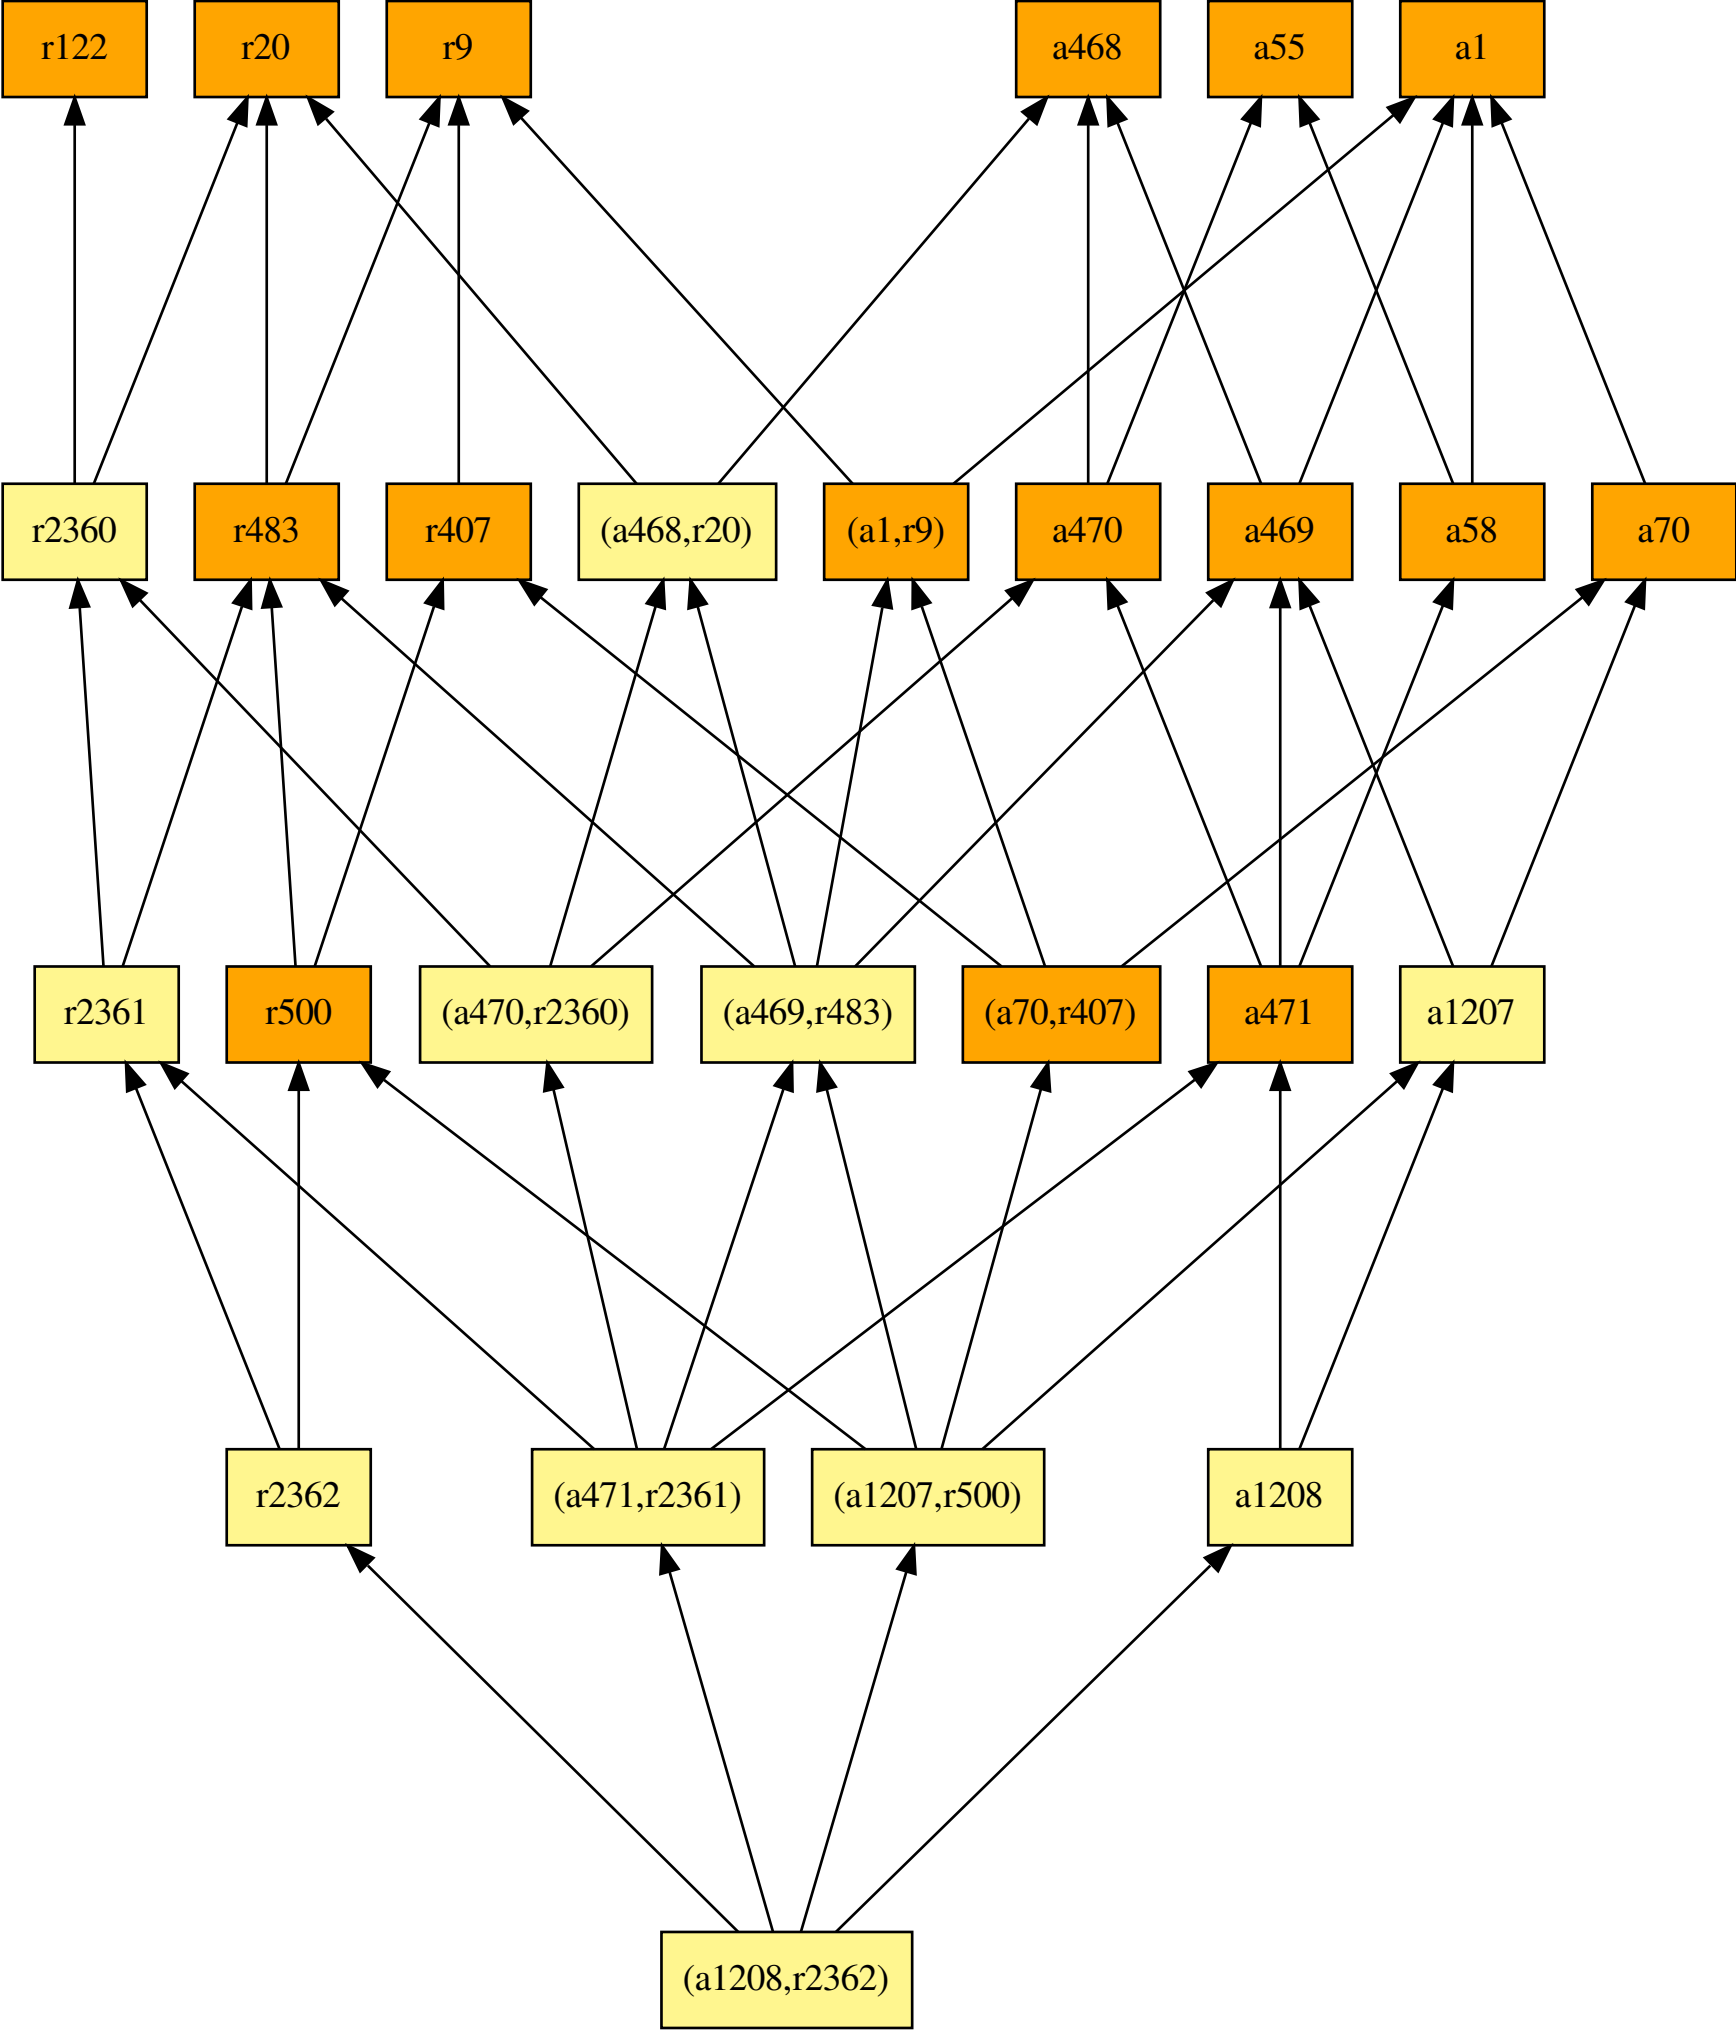 r122
r20
r9
a468
a55
a1
r2360
r483
r407
(a468,r20)
(a1,r9)
a470
a469
a58
a70
r2361
r500
(a470,r2360)
(a469,r483)
(a70,r407)
a471
a1207
r2362
(a471,r2361)
(a1207,r500)
a1208
(a1208,r2362)